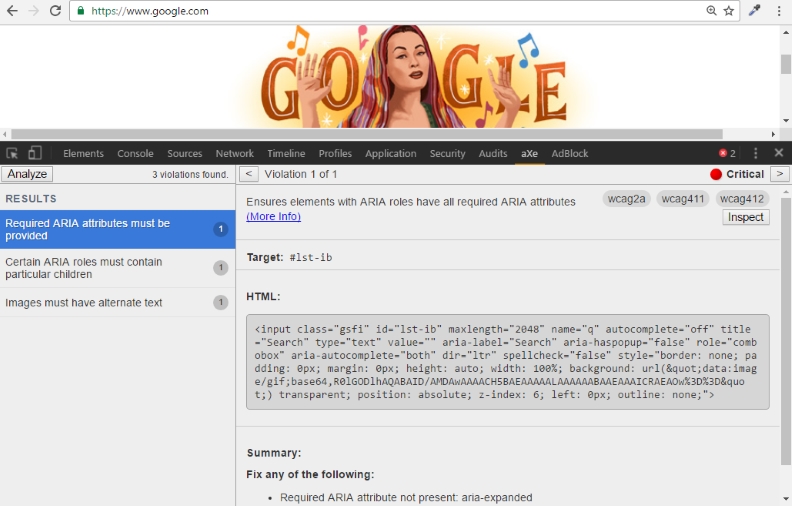 https://www.google.com
GOOGLE
Elements Console Sources Network Timeline Profiles Application Security Audits aXe AdBlock 2
Analyze 3 violations found. < Violation 1 of 1 Critical >
RESULTS
Required ARIA attributes must be
provided 1
Certain ARIA roles must contain
particular children 1
Images must have alternate text 1
Ensures elements with ARIA roles have all required ARIA attributes wcag2a wcag411 wcag412
(More Info) Inspect
Target: #lst-ib
HTML:
<input class="gsfi" id="lst-ib" maxlength="2048" name="q" autocomplete="off" title
="Search" type="text" value="" aria-label="Search" aria-haspopup="false" role="comb
obox" aria-autocomplete="both" dir="ltr" spellcheck="false" style="border: none; pa
dding: 0px; margin: 0px; height: auto; width: 100%; background: url(&quot;data:imag
e/gif;base64,R0lGODlhAQABAID/AMDAwAAAACH5BAEAAAAALAAAAAABAAEAAAICRAEAOw%3D%3D&quo
t;) transparent; position: absolute; z-index: 6; left: 0px; outline: none;">
Summary:
Fix any of the following:
• Required ARIA attribute not present: aria-expanded